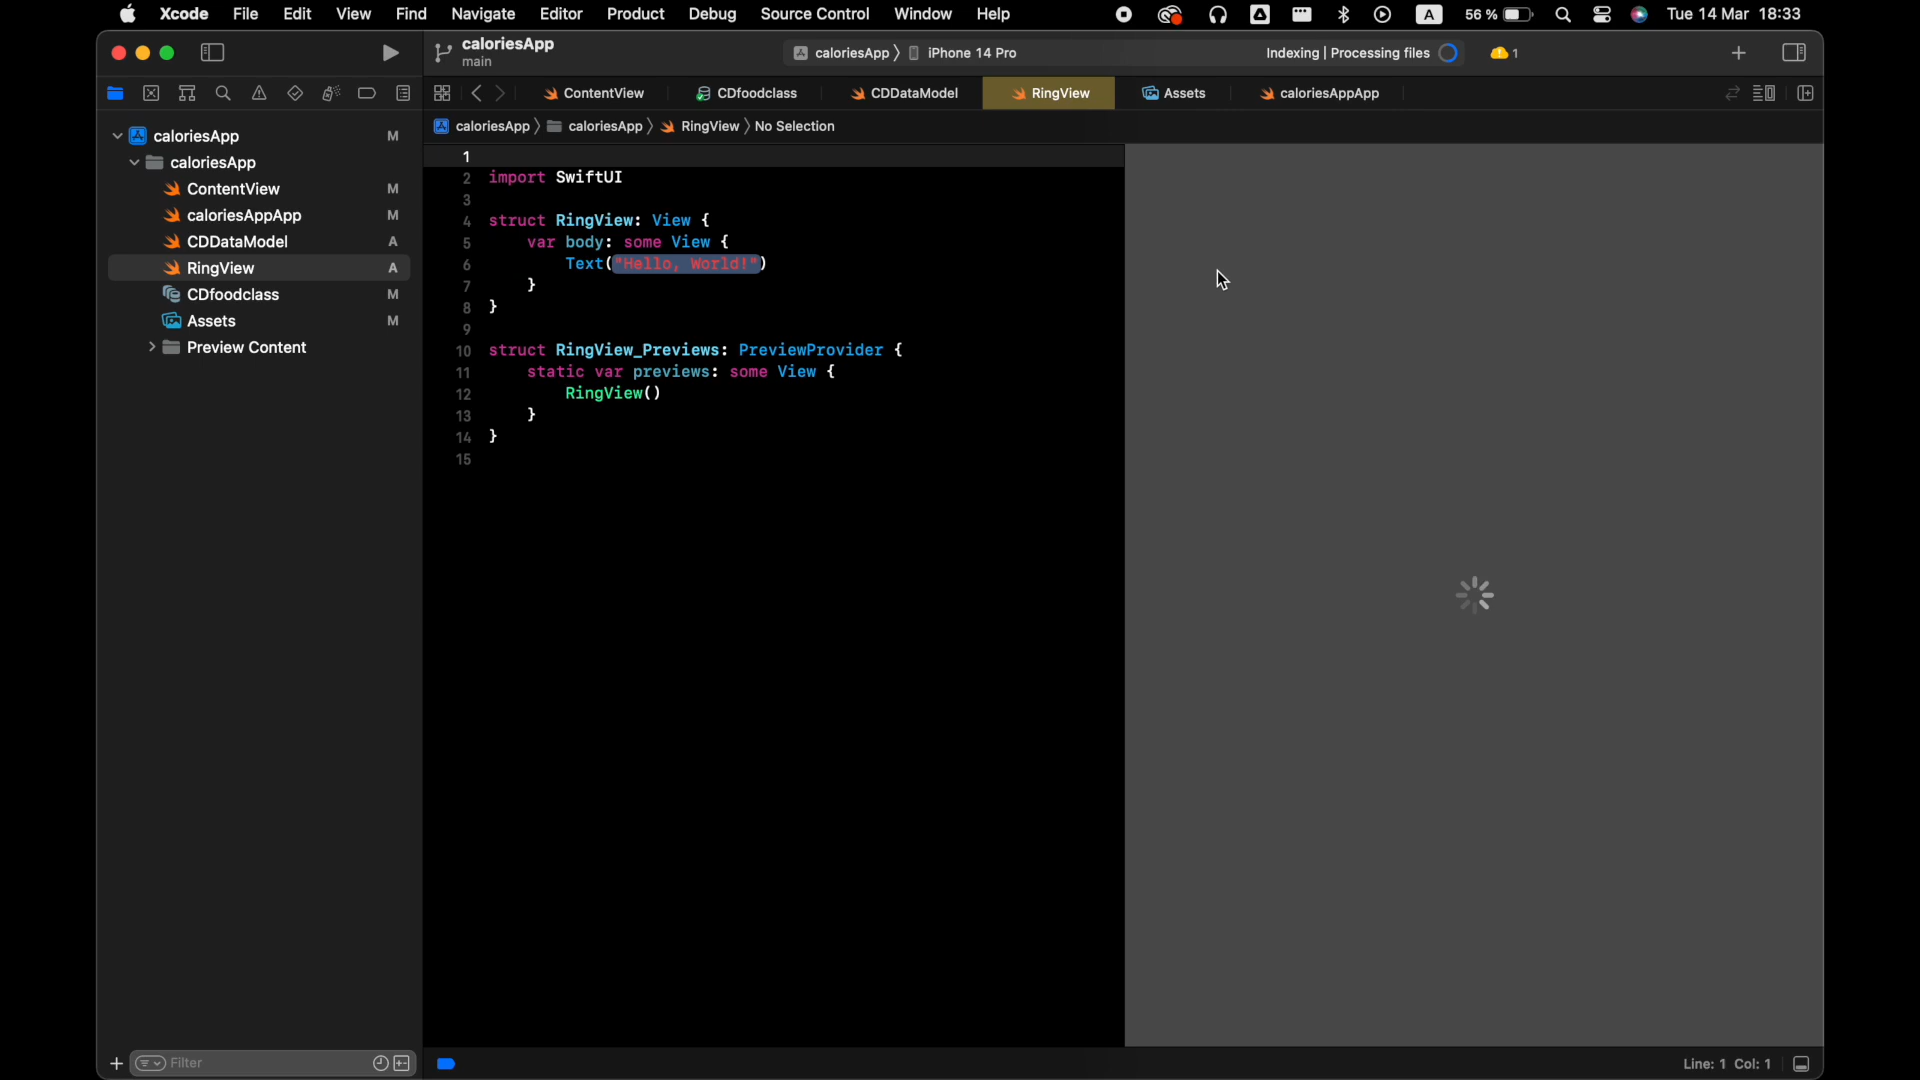 Xcode File Edit View Find Navigate Editor Product Debug Source Control Window Help A 56 % Tue 14 Mar 18:33
caloriesApp
main
caloriesApp iPhone 14 Pro Indexing | Processing files 1
ContentView CDfoodclass CDDataModel RingView Assets caloriesAppApp
caloriesApp caloriesApp RingView No Selection
caloriesApp M
caloriesApp
ContentView M
caloriesAppApp M
CDDataModel A
RingView A
CDfoodclass M
Assets M
Preview Content
1
2 import SwiftUI
3
4 struct RingView: View {
5 var body: some View {
6 Text("Hello, World!")
7 }
8 }
9
10 struct RingView_Previews: PreviewProvider {
11 static var previews: some View {
12 RingView()
13 }
14 }
15
Filter
Line: 1 Col: 1